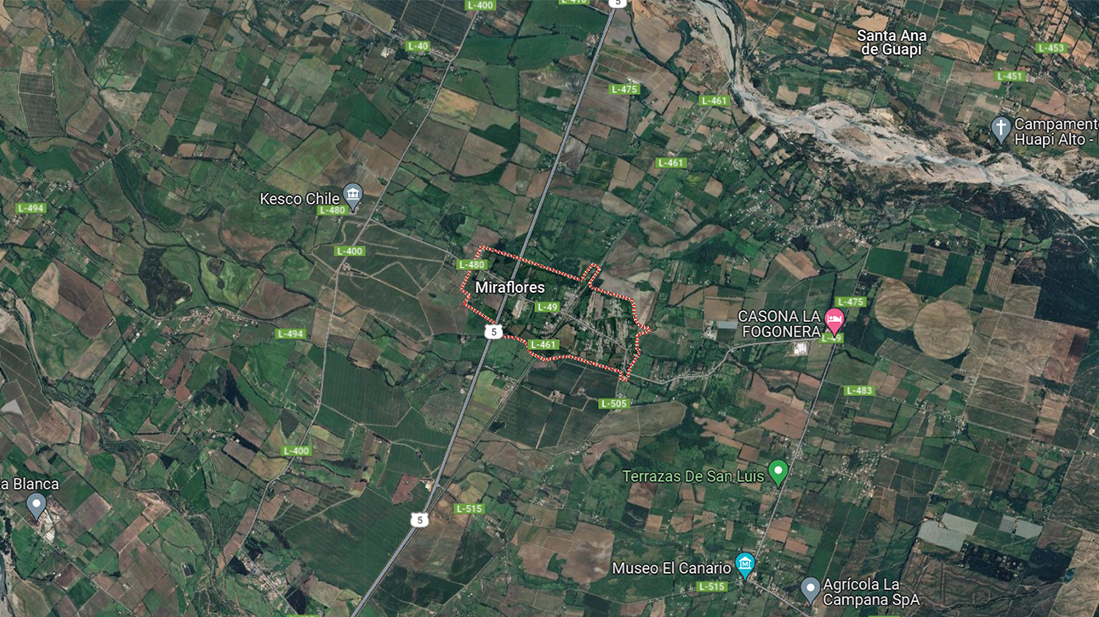 L-400
5
Santa Ana
de Guapi
L-40
L-453
L-451
L-475
L-461
Campament
Huapi Alto -
L-461
Kesco Chile
L-480
L-494
L-400
L-480
Miraflores
L-49
L-475
CASONA LA
FOGONERA
5
L-494
L-461
L-483
L-505
L-400
Terrazas De San Luis
a Blanca
L-515
5
Museo El Canario
L-515
Agrícola La
Campana SpA